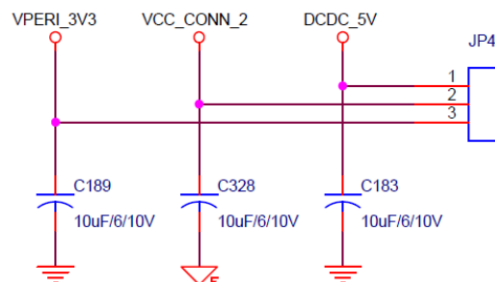 VPERI_3V3 VCC_CONN_2 DCDC_5V
JP4
1
2
3
C189 C328 C183
10uF/6/10V 10uF/6/10V 10uF/6/10V